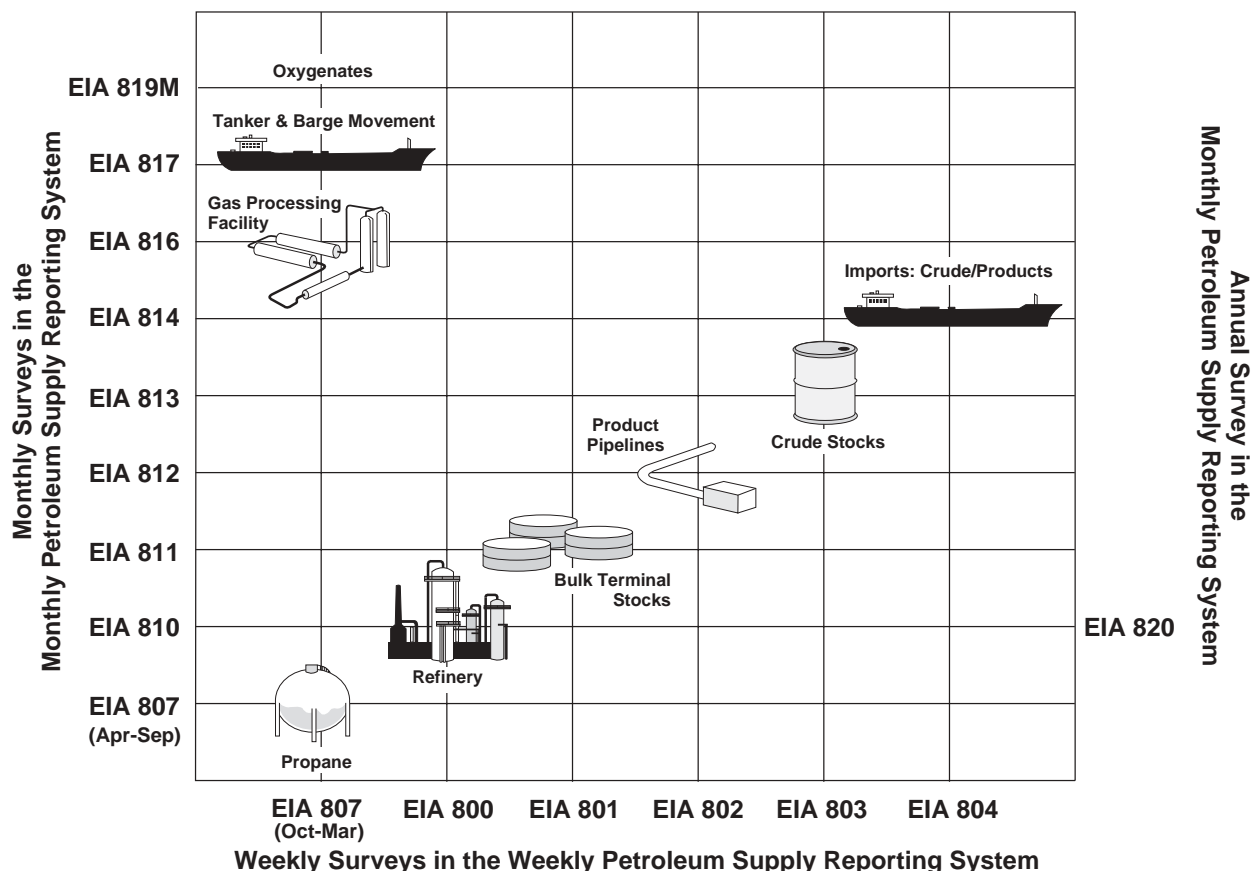 Oxygenates
EIA 819M
Tanker & Barge Movement
EIA 817
Gas Processing
Facility
EIA 816
Imports: Crude/Products
EIA 814
EIA 813
Crude Stocks
Product
Pipelines
EIA 812
EIA 811
Bulk Terminal
Stocks
EIA 810
EIA 820
Refinery
EIA 807
(Apr-Sep)
Propane
EIA 807
(Oct-Mar)
EIA 800
EIA 801
EIA 802
EIA 803
EIA 804
Weekly Surveys in the Weekly Petroleum Supply Reporting System
Monthly Surveys in the
Monthly Petroleum Supply Reporting System
Annual Survey in the
Monthly Petroleum Supply Reporting System